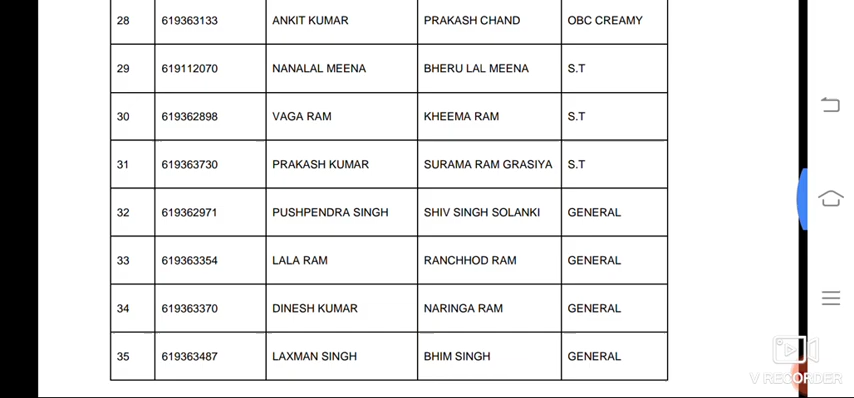 28 619363133 ANKIT KUMAR PRAKASH CHAND OBC CREAMY
29 619112070 NANALAL MEENA BHERU LAL MEENA S.T
30 619362898 VAGA RAM KHEEMA RAM S.T
31 619363730 PRAKASH KUMAR SURAMA RAM GRASIYA S.T
32 619362971 PUSHPENDRA SINGH SHIV SINGH SOLANKI GENERAL
33 619363354 LALA RAM RANCHHOD RAM GENERAL
34 619363370 DINESH KUMAR NARINGA RAM GENERAL
35 619363487 LAXMAN SINGH BHIM SINGH GENERAL
V RECORDER